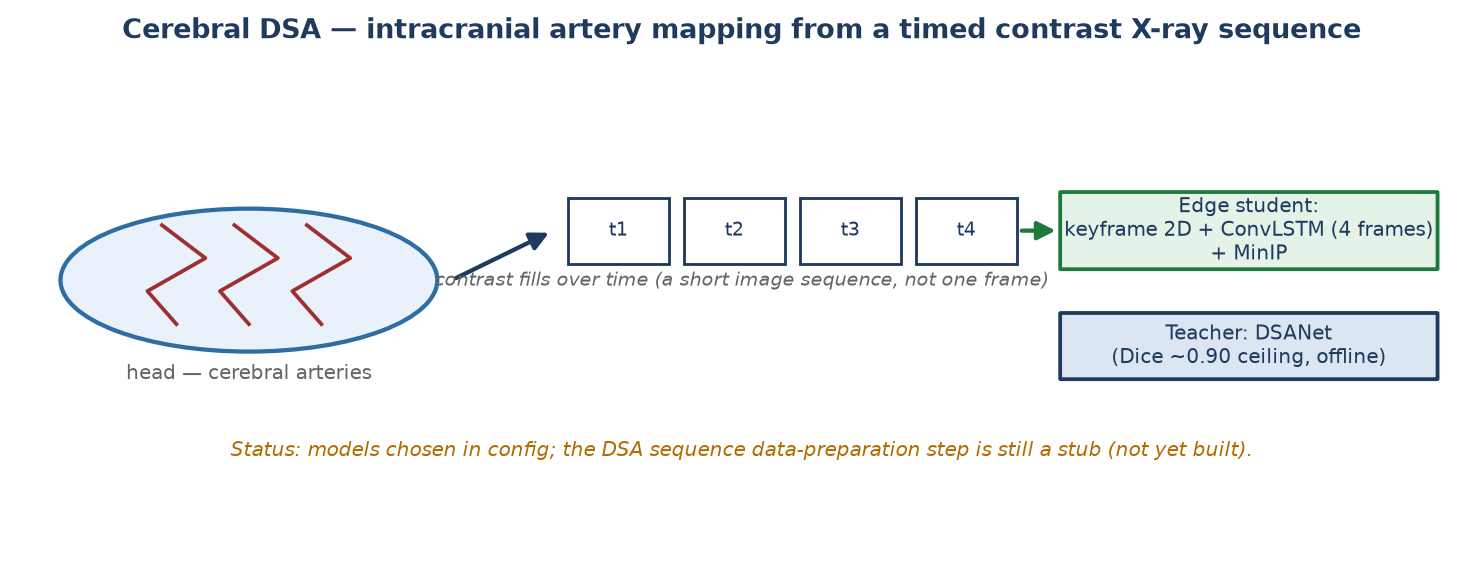 Cerebral DSA — intracranial artery mapping from a timed contrast X-ray sequence
t1
t2
t3
t4
Edge student:
keyframe 2D + ConvLSTM (4 frames)
+ MinIP
contrast fills over time (a short image sequence, not one frame)
Teacher: DSANet
(Dice ~0.90 ceiling, offline)
head — cerebral arteries
Status: models chosen in config; the DSA sequence data-preparation step is still a stub (not yet built).